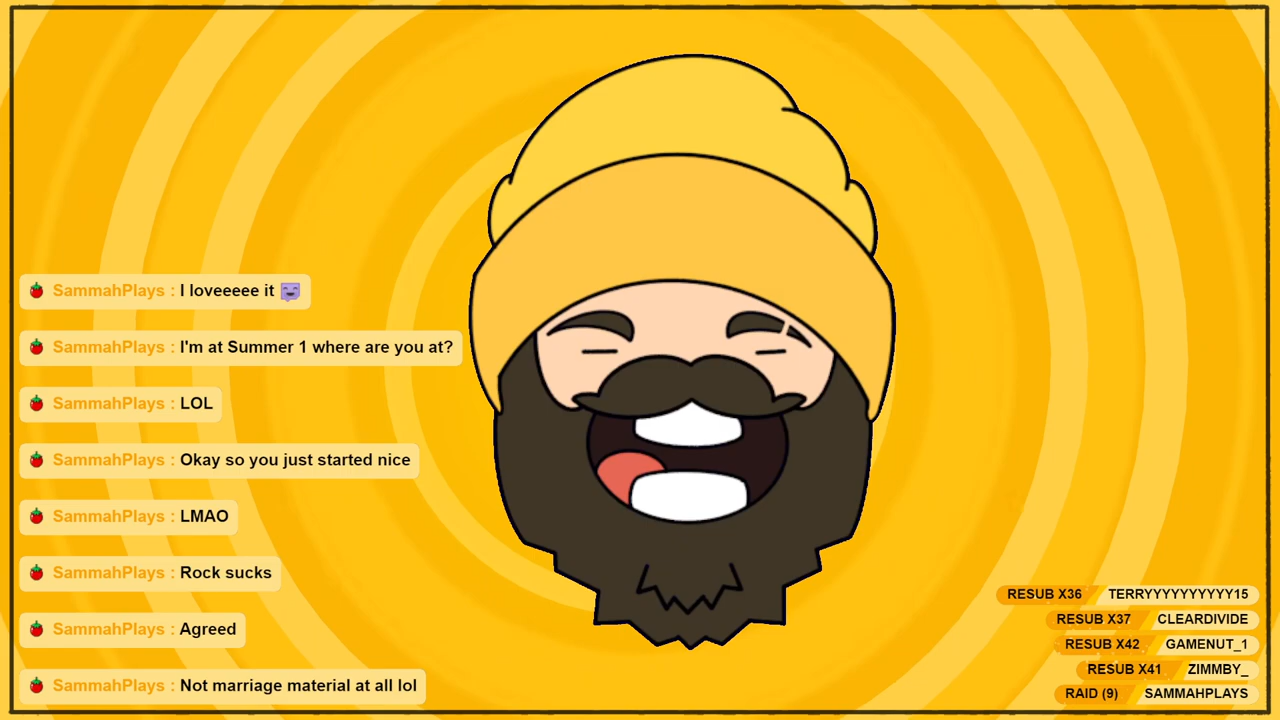 SammahPlays : I loveeeee it
SammahPlays : I'm at Summer 1 where are you at?
SammahPlays : LOL
SammahPlays : Okay so you just started nice
SammahPlays : LMAO
SammahPlays : Rock sucks
SammahPlays : Agreed
SammahPlays : Not marriage material at all lol
RESUB X36 TERRYYYYYYYYYY15
RESUB X37 CLEARDIVIDE
RESUB X42 GAMENUT_1
RESUB X41 ZIMMBY_
RAID (9) SAMMAHPLAYS